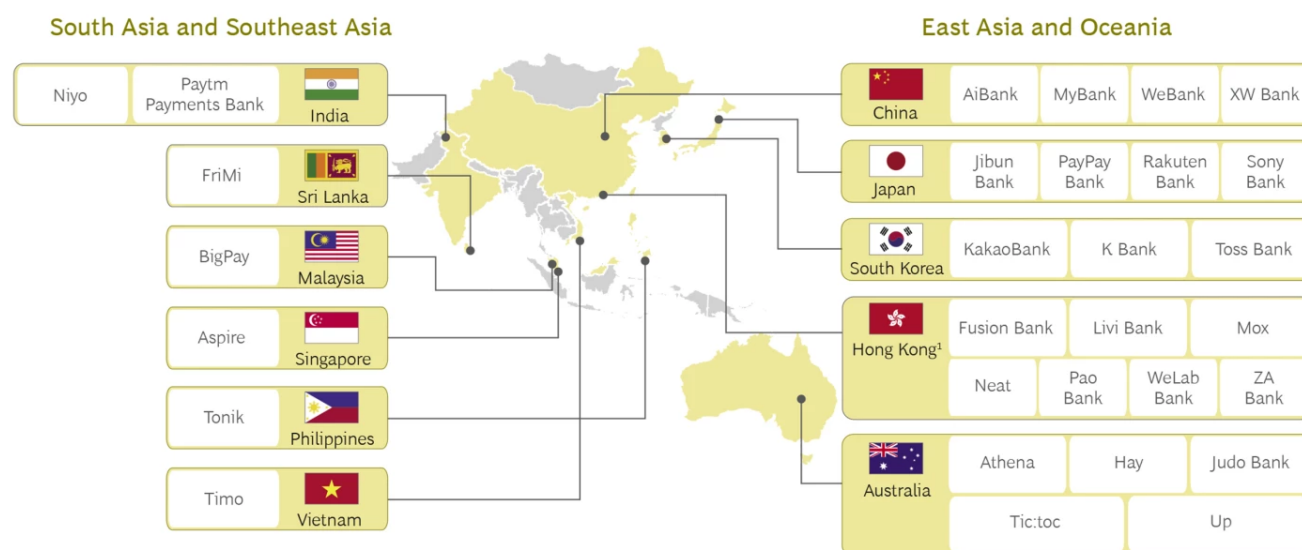 South Asia and Southeast Asia
East Asia and Oceania
Niyo
Paytm
Payments Bank
India
FriMi
Sri Lanka
BigPay
Malaysia
Aspire
Singapore
Tonik
Philippines
Timo
Vietnam
China
AiBank
MyBank
WeBank
XW Bank
Japan
Jibun
Bank
PayPay
Bank
Rakuten
Bank
Sony
Bank
South Korea
KakaoBank
K Bank
Toss Bank
Hong Kong¹
Fusion Bank
Livi Bank
Mox
Neat
Pao
Bank
WeLab
Bank
ZA
Bank
Australia
Athena
Hay
Judo Bank
Tic:toc
Up